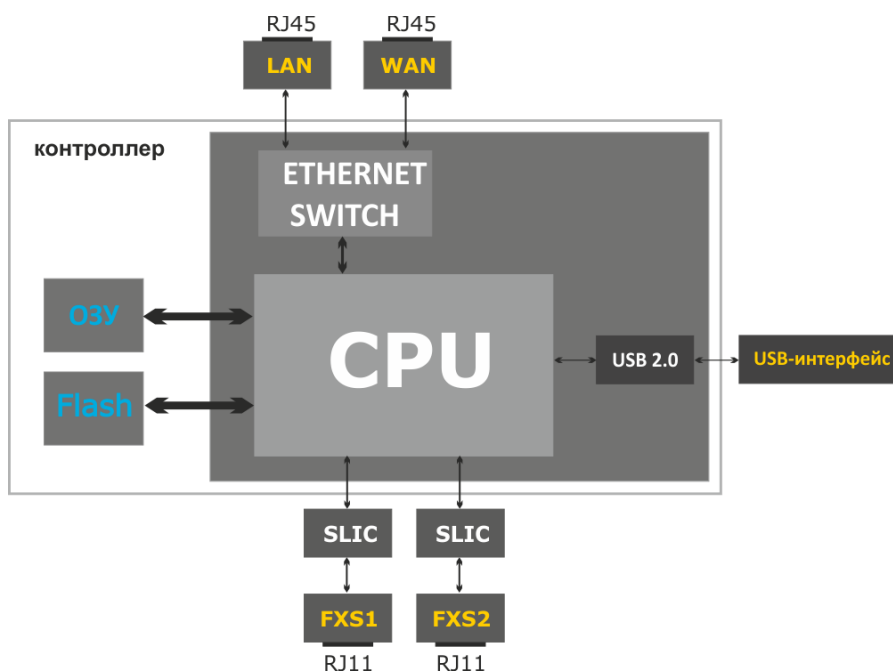 RJ45
RJ45
LAN
WAN
контроллер
ETHERNET
SWITCH
ОЗУ
CPU
USB 2.0
USB-интерфейс
Flash
SLIC
SLIC
FXS1
FXS2
RJ11
RJ11